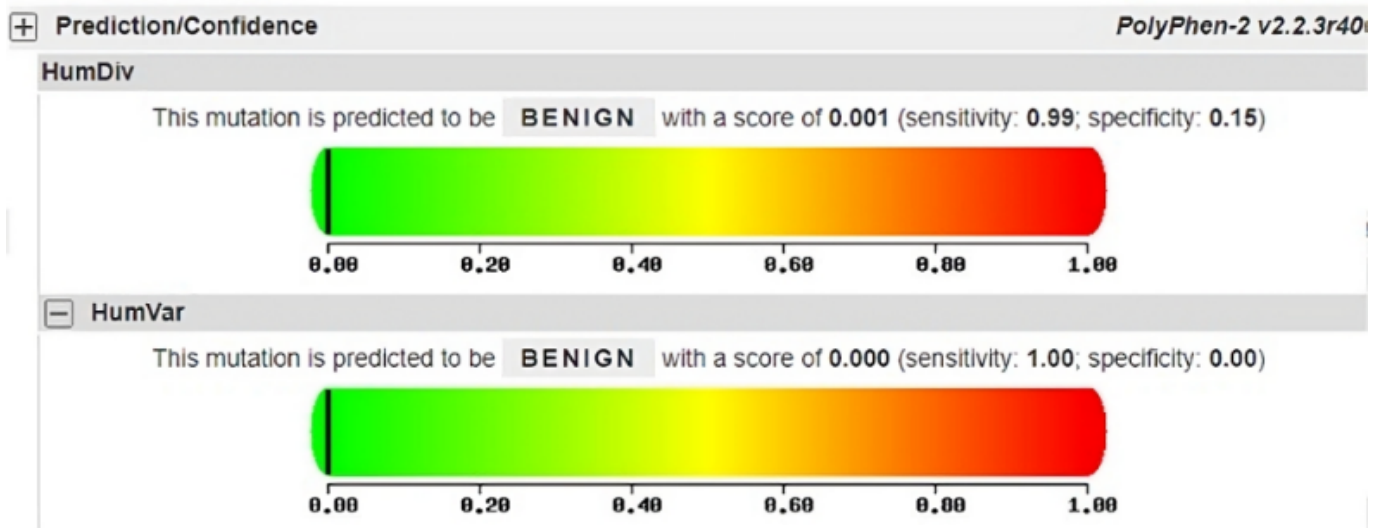 Prediction/Confidence PolyPhen-2 v2.2.3r40
HumDiv
This mutation is predicted to be BENIGN with a score of 0.001 (sensitivity: 0.99; specificity: 0.15)
0.00 0.20 0.40 0.60 0.80 1.00
HumVar
This mutation is predicted to be BENIGN with a score of 0.000 (sensitivity: 1.00; specificity: 0.00)
0.00 0.20 0.40 0.60 0.80 1.00